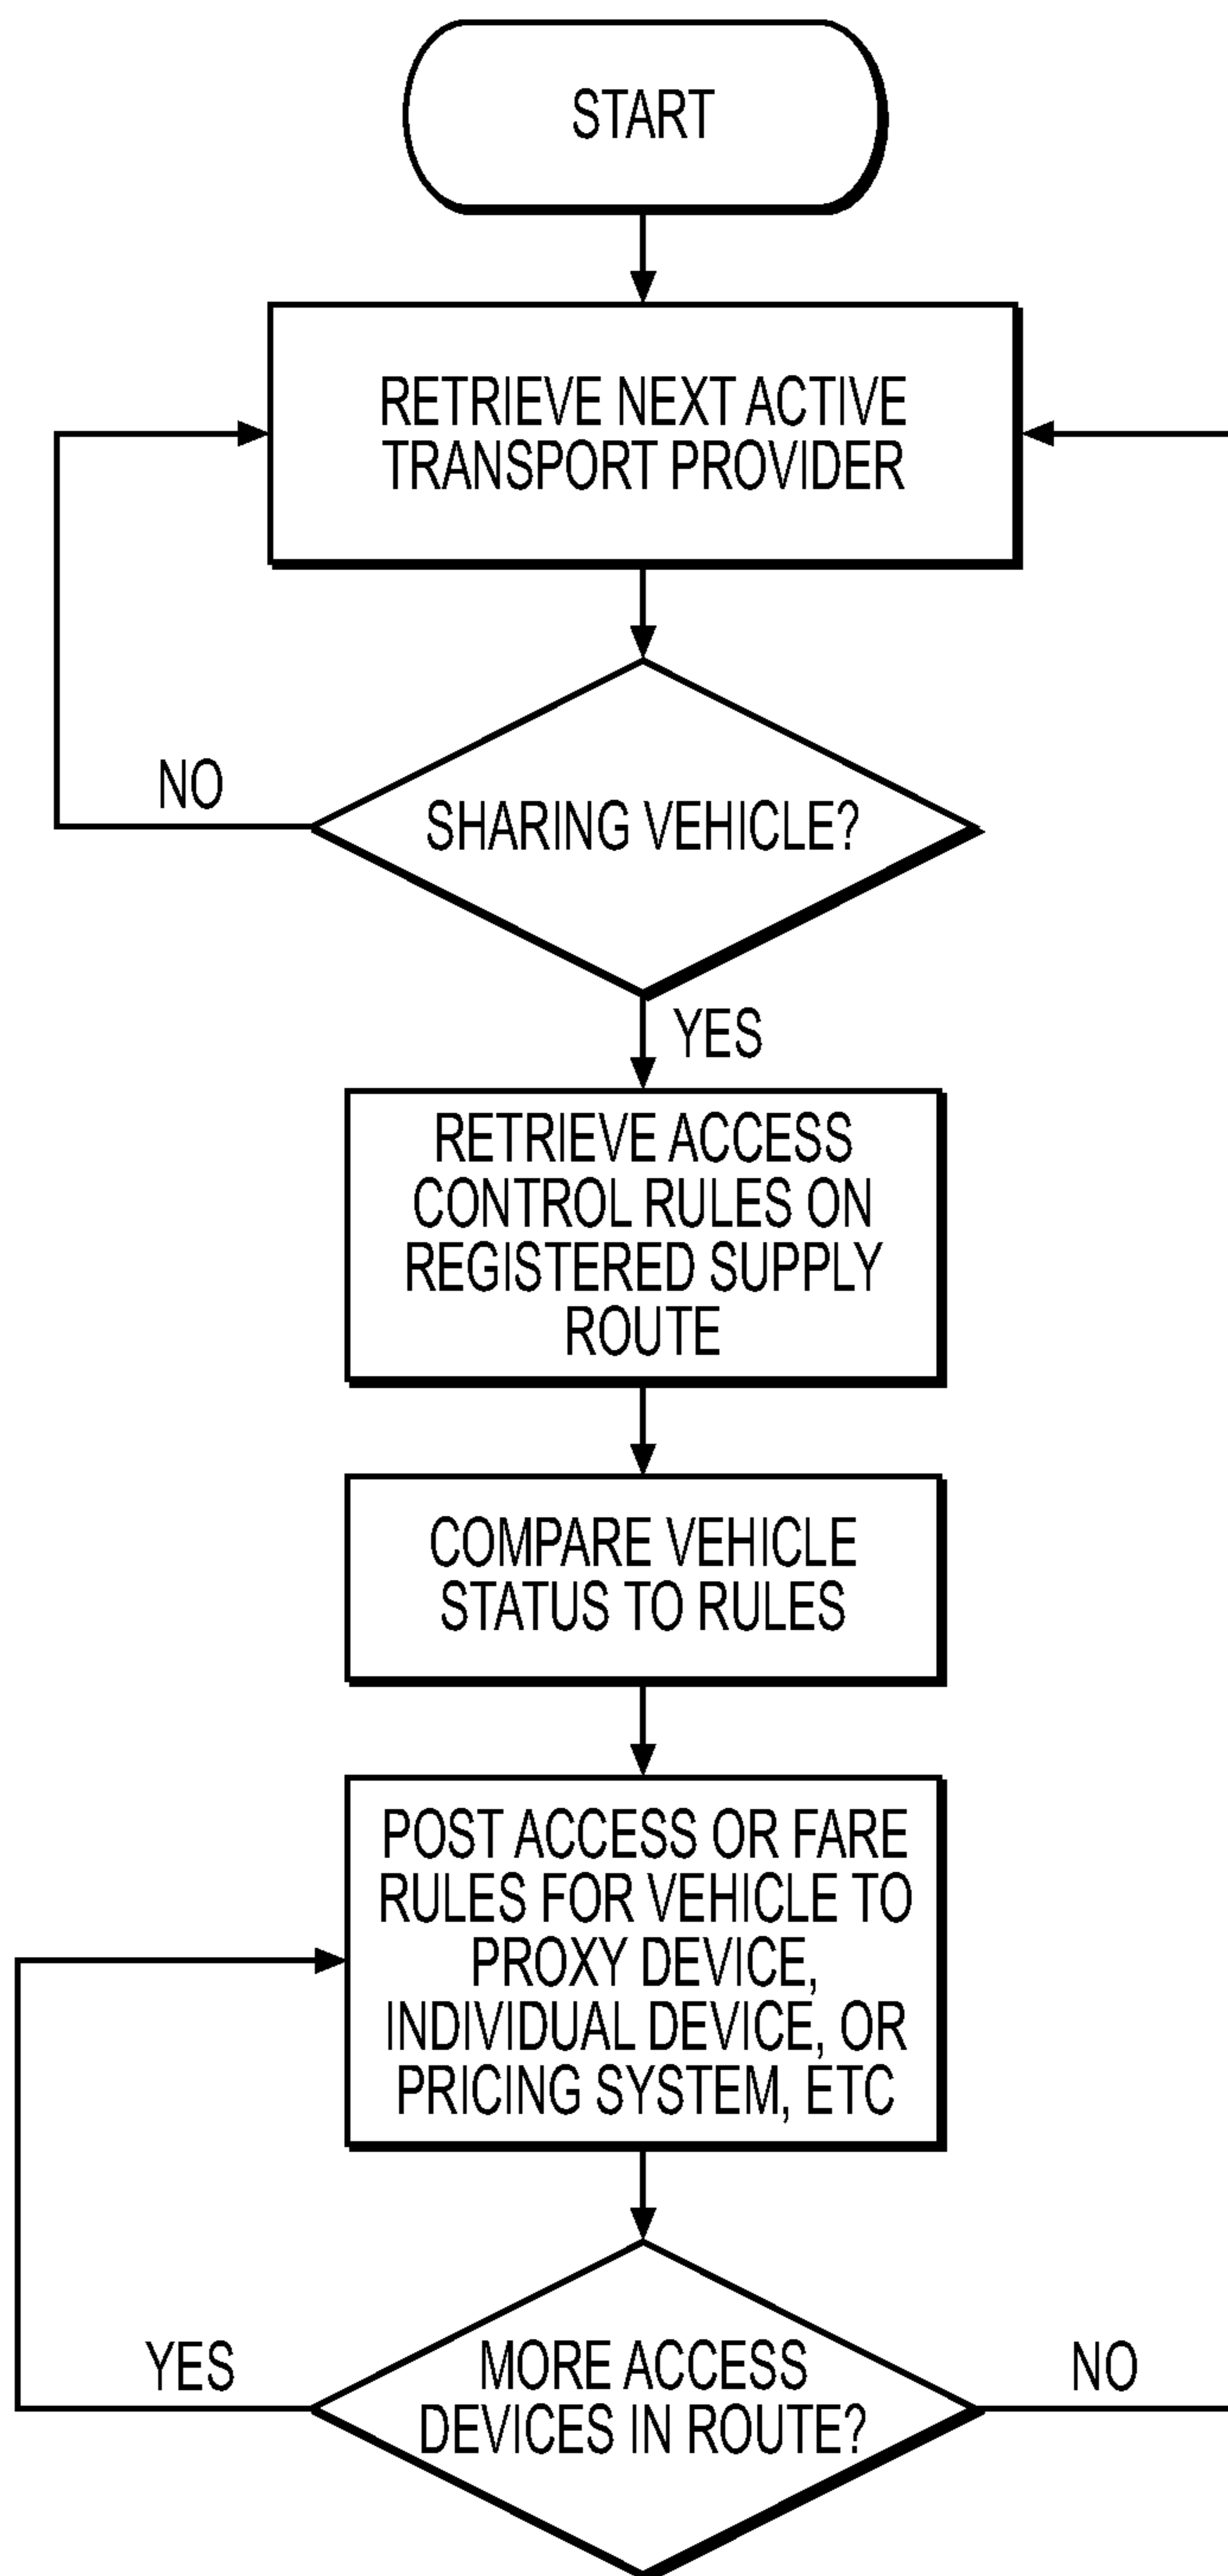 START
RETRIEVE NEXT ACTIVE
TRANSPORT PROVIDER
NO
SHARING VEHICLE?
YES
RETRIEVE ACCESS
CONTROL RULES ON
REGISTERED SUPPLY
ROUTE
COMPARE VEHICLE
STATUS TO RULES
POST ACCESS OR FARE
RULES FOR VEHICLE TO
PROXY DEVICE,
INDIVIDUAL DEVICE, OR
PRICING SYSTEM, ETC
YES
MORE ACCESS
DEVICES IN ROUTE?
NO